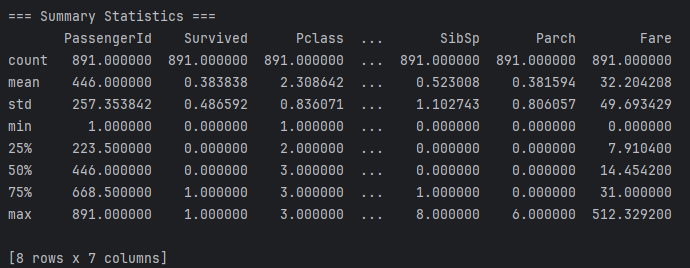 === Summary Statistics ===
       PassengerId    Survived      Pclass  ...       SibSp       Parch        Fare
count   891.000000  891.000000  891.000000  ...  891.000000  891.000000  891.000000
mean    446.000000    0.383838    2.308642  ...    0.523008    0.381594   32.204208
std     257.353842    0.486592    0.836071  ...    1.102743    0.806057   49.693429
min       1.000000    0.000000    1.000000  ...    0.000000    0.000000    0.000000
25%     223.500000    0.000000    2.000000  ...    0.000000    0.000000    7.910400
50%     446.000000    0.000000    3.000000  ...    0.000000    0.000000   14.454200
75%     668.500000    1.000000    3.000000  ...    1.000000    0.000000   31.000000
max     891.000000    1.000000    3.000000  ...    8.000000    6.000000  512.329200
[8 rows x 7 columns]